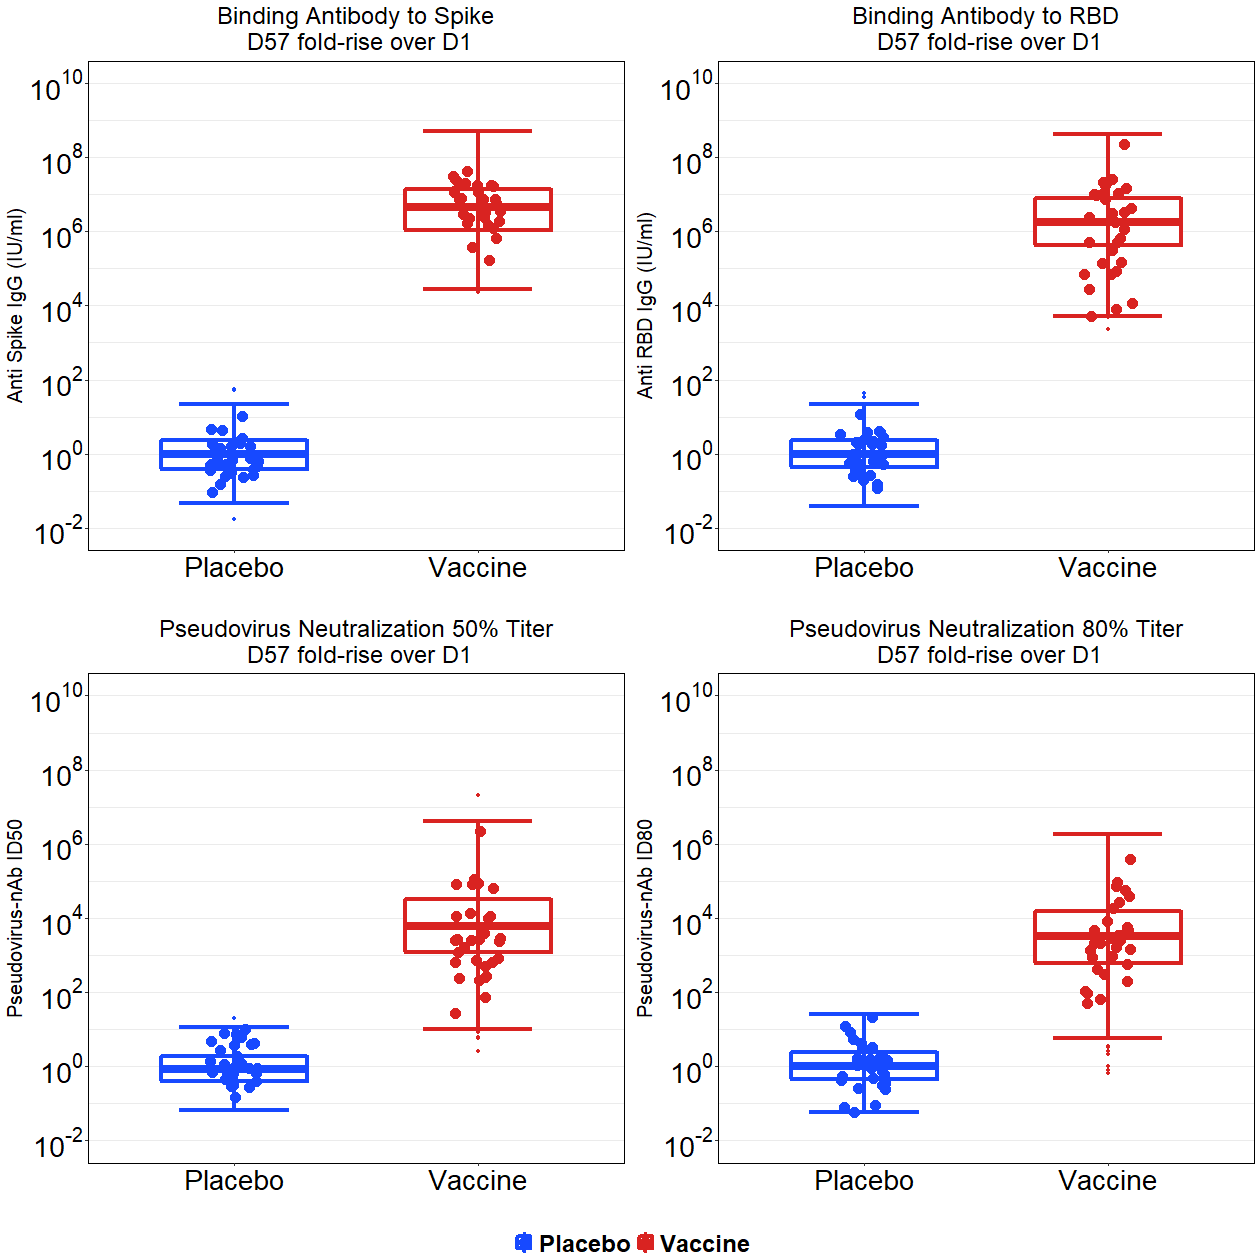 Binding Antibody to Spike
D57 fold-rise over D1
Anti Spike IgG (IU/ml)
10^10
10^8
10^6
10^4
10^2
10^0
10^-2
Placebo
Vaccine
Binding Antibody to RBD
D57 fold-rise over D1
Anti RBD IgG (IU/ml)
10^10
10^8
10^6
10^4
10^2
10^0
10^-2
Placebo
Vaccine
Pseudovirus Neutralization 50% Titer
D57 fold-rise over D1
Pseudovirus-nAb ID50
10^10
10^8
10^6
10^4
10^2
10^0
10^-2
Placebo
Vaccine
Pseudovirus Neutralization 80% Titer
D57 fold-rise over D1
Pseudovirus-nAb ID80
10^10
10^8
10^6
10^4
10^2
10^0
10^-2
Placebo
Vaccine
Placebo Vaccine